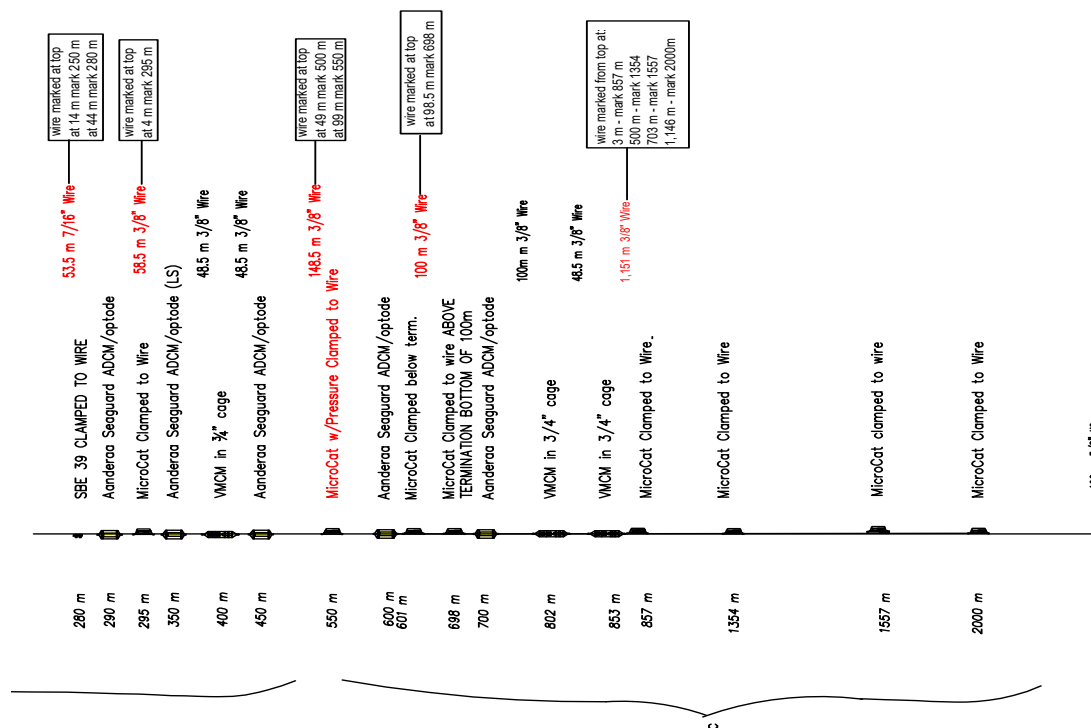 wire marked at top
at 14 m mark 250 m
at 44 m mark 280 m
wire marked at top
at 4 m mark 295 m
wire marked at top
at 49 m mark 500 m
at 99 m mark 550 m
wire marked at top
at 98.5 m mark 698 m
wire marked from top at:
3 m - mark 857 m
500 m - mark 1354
703 m - mark 1557
1,146 m - mark 2000m
53.5 m 7/16" Wire
58.5 m 3/8" Wire
48.5 m 3/8" Wire
48.5 m 3/8" Wire
148.5 m 3/8" Wire
100 m 3/8" Wire
100m m 3/8" Wire
48.5 m 3/8" Wire
1,151 m 3/8" Wire
SBE 39 CLAMPED TO WIRE
Aanderaa Seaguard ADCM/optode
MicroCat Clamped to Wire
Aanderaa Seaguard ADCM/optode (LS)
VMCM in ¾" cage
Aanderaa Seaguard ADCM/optode
MicroCat w/Pressure Clamped to Wire
Aanderaa Seaguard ADCM/optode
MicroCat Clamped below term.
MicroCat Clamped to wire ABOVE
TERMINATION BOTTOM OF 100m
Aanderaa Seaguard ADCM/optode
VMCM in 3/4" cage
VMCM in 3/4" cage
MicroCat Clamped to Wire.
MicroCat Clamped to Wire
MicroCat clamped to wire
MicroCat Clamped to Wire
280 m
290 m
295 m
350 m
400 m
450 m
550 m
600 m
601 m
698 m
700 m
802 m
853 m
857 m
1354 m
1557 m
2000 m